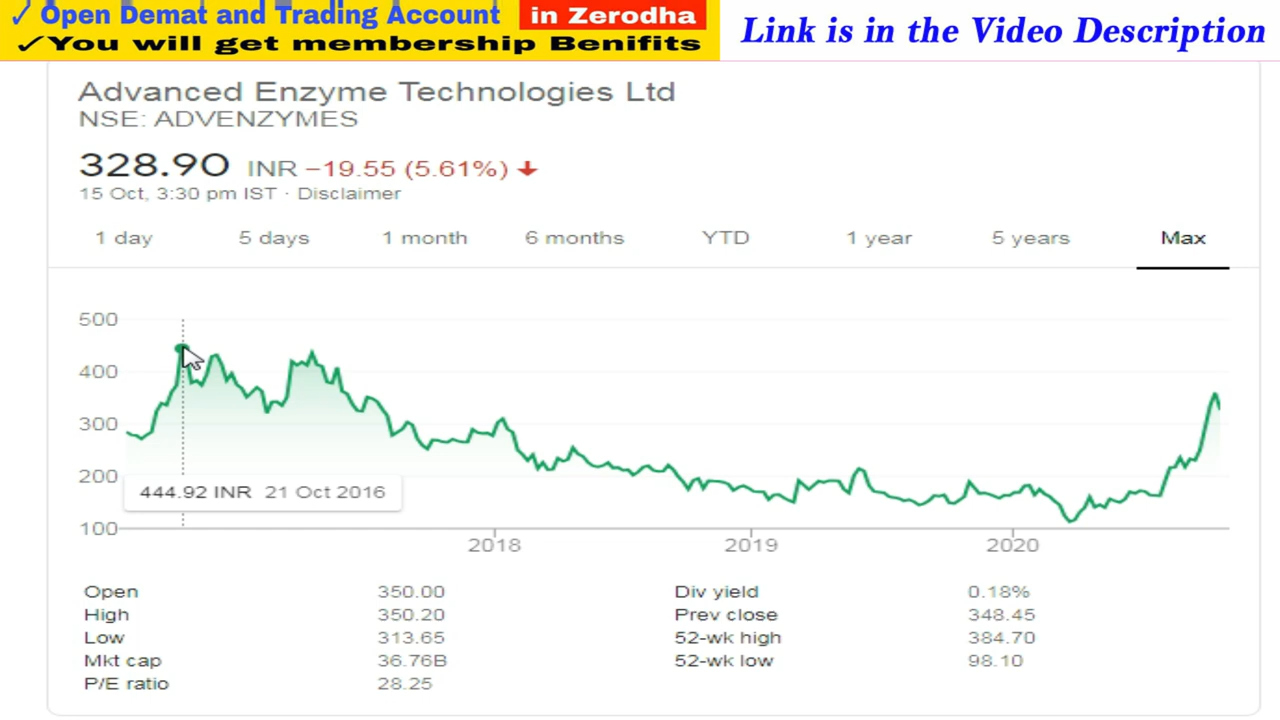 ✓ Open Demat and Trading Account in Zerodha
✓You will get membership Benifits
Link is in the Video Description
Advanced Enzyme Technologies Ltd
NSE: ADVENZYMES
328.90 INR −19.55 (5.61%)
15 Oct, 3:30 pm IST · Disclaimer
1 day 5 days 1 month 6 months YTD 1 year 5 years Max
500
400
300
200
100
444.92 INR 21 Oct 2016
2018 2019 2020
Open 350.00
High 350.20
Low 313.65
Mkt cap 36.76B
P/E ratio 28.25
Div yield 0.18%
Prev close 348.45
52-wk high 384.70
52-wk low 98.10